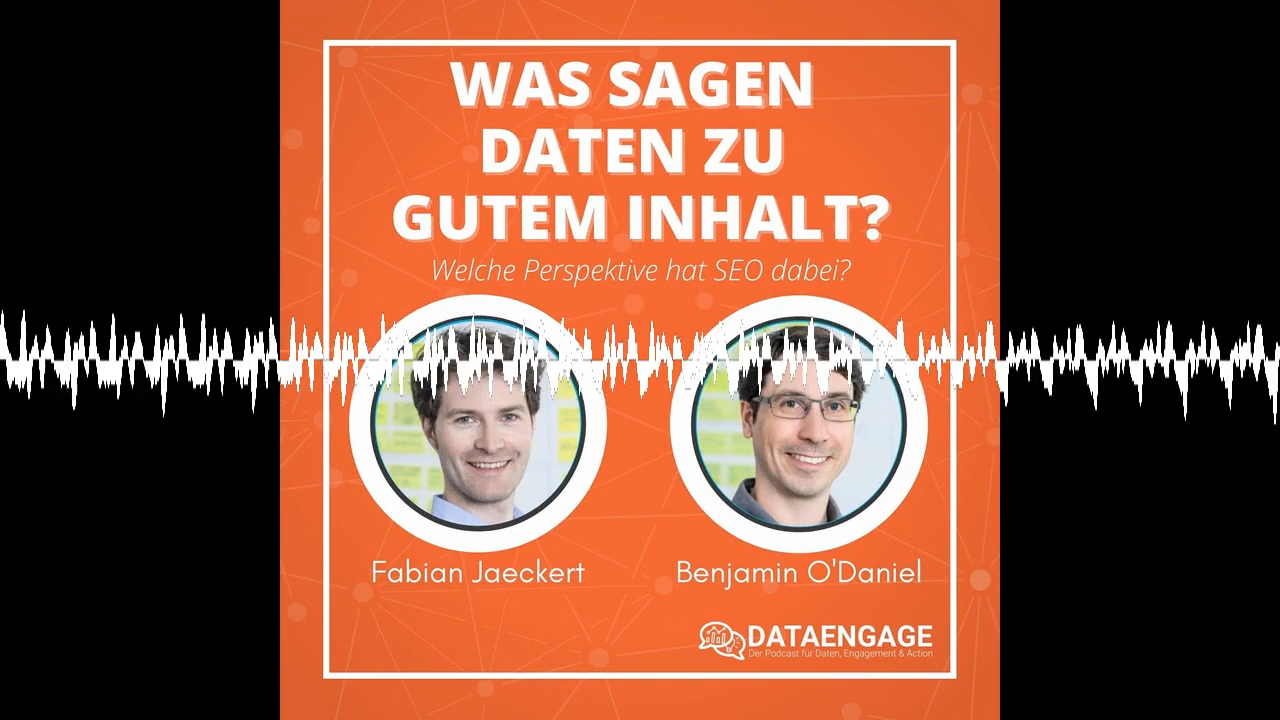 WAS SAGEN
DATEN ZU
GUTEM INHALT?
Welche Perspektive hat SEO dabei?
Fabian Jaeckert
Benjamin O'Daniel
DATAENGAGE
Der Podcast für Daten, Engagement & Action